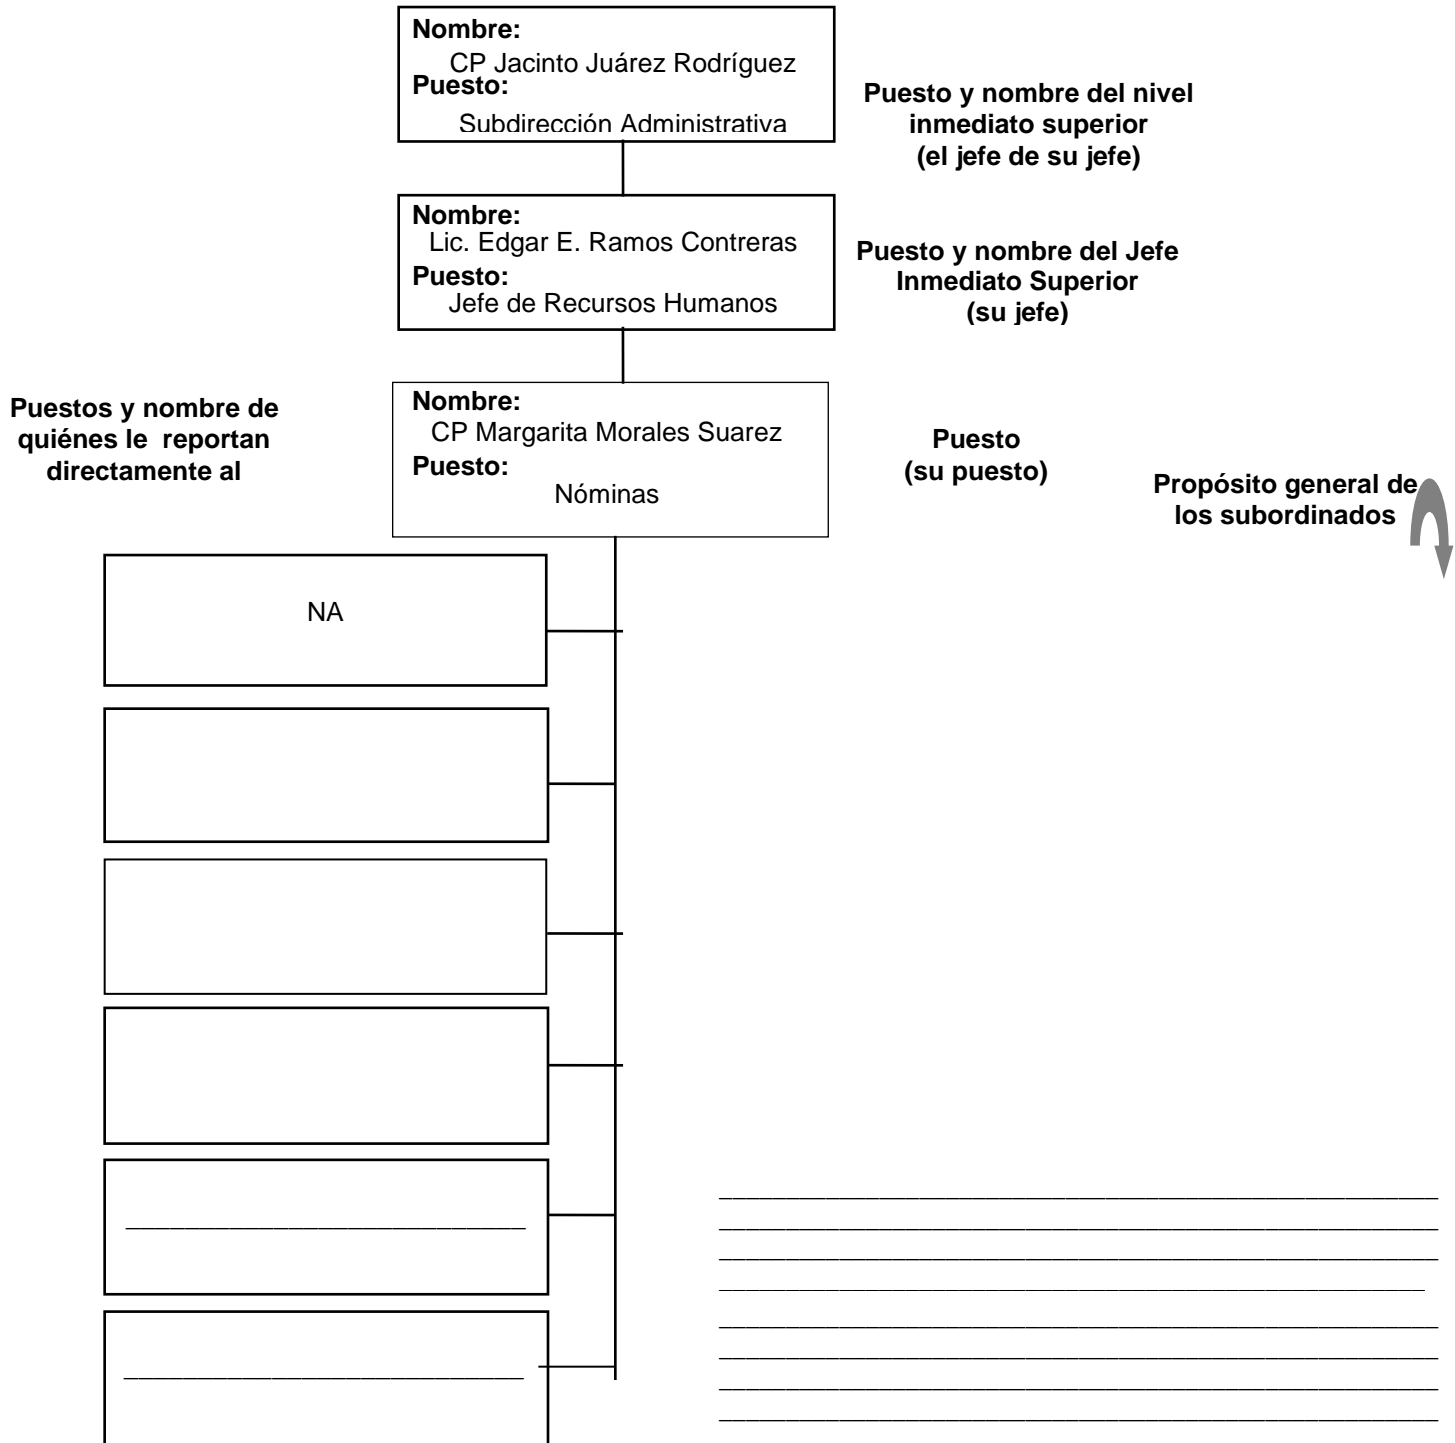 Nombre:
CP Jacinto Juárez Rodríguez
Puesto:
Subdirección Administrativa
Puesto y nombre del nivel
inmediato superior
(el jefe de su jefe)
Nombre:
Lic. Edgar E. Ramos Contreras
Puesto:
Jefe de Recursos Humanos
Puesto y nombre del Jefe
Inmediato Superior
(su jefe)
Puestos y nombre de
quiénes le reportan
directamente al
Nombre:
CP Margarita Morales Suarez
Puesto:
Nóminas
Puesto
(su puesto)
Propósito general de
los subordinados
NA